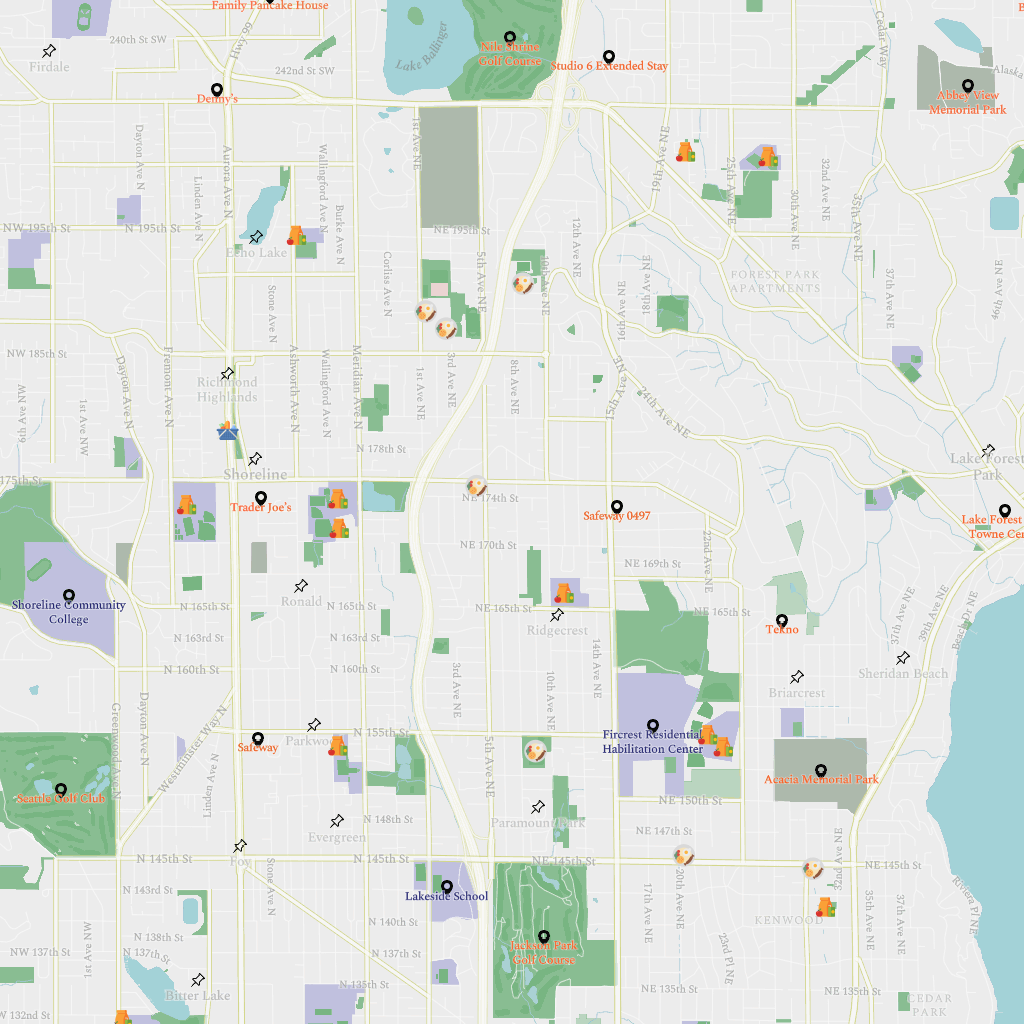 Family Pancake House
240th St SW
Hwy 99
Firdale
242nd St SW
Denny's
Lake Ballinger
Nile Shrine
Golf Course
Studio 6 Extended Stay
Cedar Way
Alaska
Abbey View
Memorial Park
Dayton Ave N
Aurora Ave N
Linden Ave N
Wallingford Ave N
Burke Ave N
1st Ave NE
19th Ave NE
25th Ave NE
30th Ave NE
32nd Ave NE
35th Ave NE
NW 195th St
N 195th St
NE 195th St
Echo Lake
Stone Ave N
Corliss Ave N
5th Ave NE
10th Ave NE
12th Ave NE
16th Ave NE
18th Ave NE
FOREST PARK
APARTMENTS
37th Ave NE
46th Ave NE
NW 185th St
Fremont Ave N
Dayton Ave N
Ashworth Ave N
Wallingford Ave N
Meridian Ave N
1st Ave NE
3rd Ave NE
8th Ave NE
15th Ave NE
24th Ave NE
6th Ave NW
1st Ave NW
Richmond
Highlands
N 178th St
Lake Forest
Park
175th St
Shoreline
Trader Joe's
NE 174th St
Safeway 0497
Lake Forest
Towne Cen
NE 170th St
22nd Ave NE
NE 169th St
Shoreline Community
College
Ronald
N 165th St
N 165th St
NE 165th St
NE 165th St
Tekno
37th Ave NE
39th Ave NE
Beach Dr NE
N 163rd St
N 163rd St
Ridgecrest
14th Ave NE
N 160th St
N 160th St
3rd Ave NE
10th Ave NE
Sheridan Beach
Briarcrest
Greenwood Ave N
Dayton Ave N
Westminster Way N
Linden Ave N
Safeway
Parkwood
N 155th St
5th Ave NE
Fircrest Residential
Habilitation Center
Seattle Golf Club
Acacia Memorial Park
NE 150th St
N 148th St
Evergreen
Paramount Park
NE 147th St
N 145th St
N 145th St
NE 145th St
NE 145th St
Foy
Stone Ave N
32nd Ave NE
N 143rd St
Lakeside School
17th Ave NE
20th Ave NE
23rd Pl NE
KENWOOD
35th Ave NE
37th Ave NE
Riviera Pl NE
1st Ave NW
N 140th St
N 138th St
NW 137th St
N 137th St
N 137th St
Jackson Park
Golf Course
Bitter Lake
N 135th St
NE 135th St
NE 135th St
CEDAR
PARK
W 132nd St